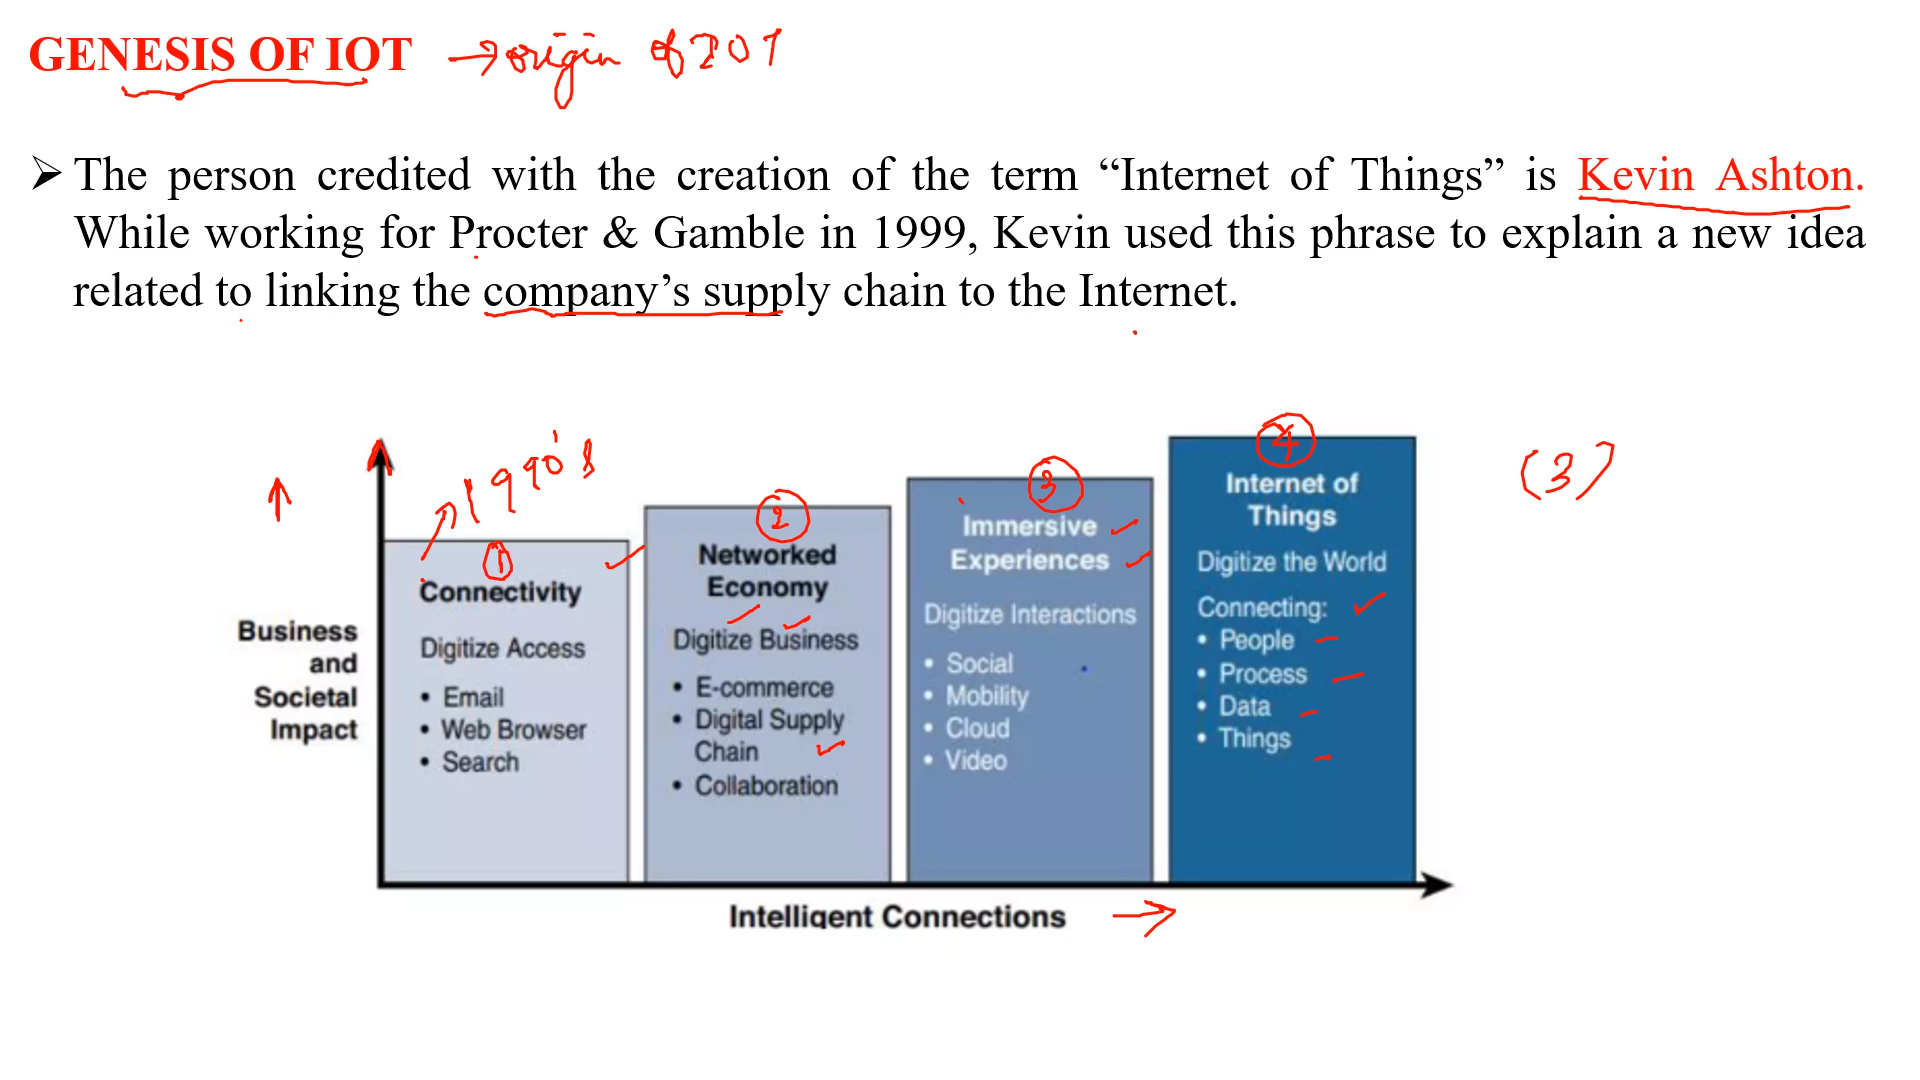 GENESIS OF IOT → origin of IOT
➢ The person credited with the creation of the term “Internet of Things” is Kevin Ashton.
While working for Procter & Gamble in 1999, Kevin used this phrase to explain a new idea
related to linking the company’s supply chain to the Internet.
1990's
(3)
Business
and
Societal
Impact
1
Connectivity
Digitize Access
• Email
• Web Browser
• Search
2
Networked
Economy
Digitize Business
• E-commerce
• Digital Supply
Chain
• Collaboration
3
Immersive
Experiences
Digitize Interactions
• Social
• Mobility
• Cloud
• Video
4
Internet of
Things
Digitize the World
Connecting:
• People
• Process
• Data
• Things
Intelligent Connections →